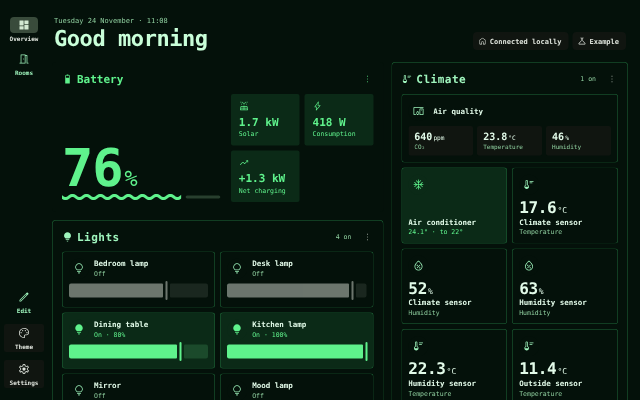 Overview
Rooms
Edit
Theme
Settings
Tuesday 24 November · 11:08
Good morning
Connected locally
Example
Battery
76%
1.7 kW
Solar
418 W
Consumption
+1.3 kW
Net charging
Lights
4 on
Bedroom lamp
Off
Desk lamp
Off
Dining table
On · 80%
Kitchen lamp
On · 100%
Mirror
Off
Mood lamp
Off
Climate
1 on
Air quality
640 ppm
CO₂
23.8 °C
Temperature
46 %
Humidity
Air conditioner
24.1° · to 22°
17.6 °C
Climate sensor
Temperature
52 %
Climate sensor
Humidity
63 %
Humidity sensor
Humidity
22.3 °C
Humidity sensor
Temperature
11.4 °C
Outside sensor
Temperature